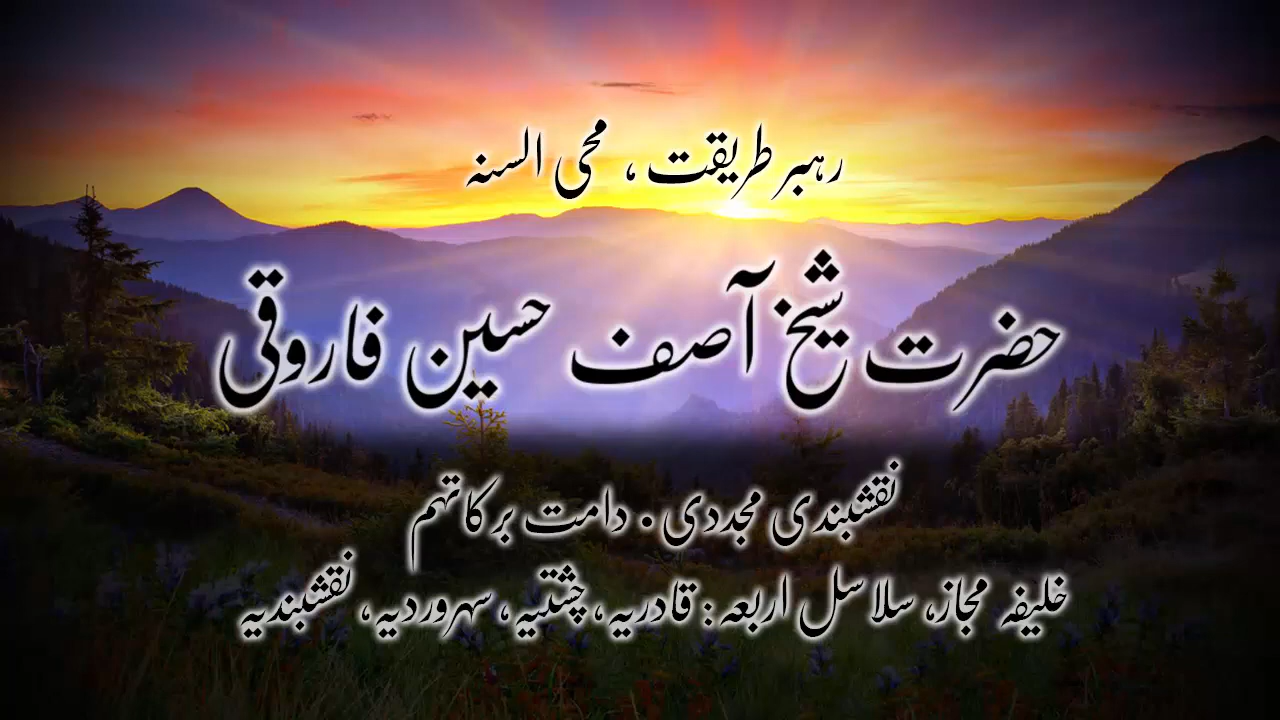 رہبر طریقت ، محی السنہ
حضرت شیخ آصف حسین فاروقی
نقشبندی مجددی . دامت برکاتہم
خلیفہ مجاز، سلاسل اربعہ : قادریہ، چشتیہ، سہروردیہ، نقشبندیہ